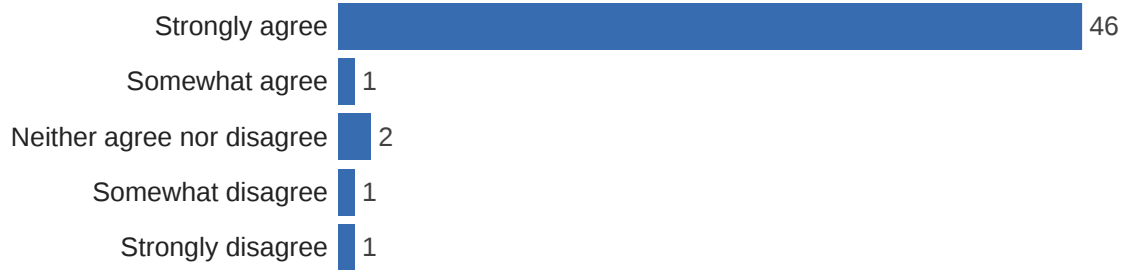 Strongly agree 46
Somewhat agree 1
Neither agree nor disagree 2
Somewhat disagree 1
Strongly disagree 1